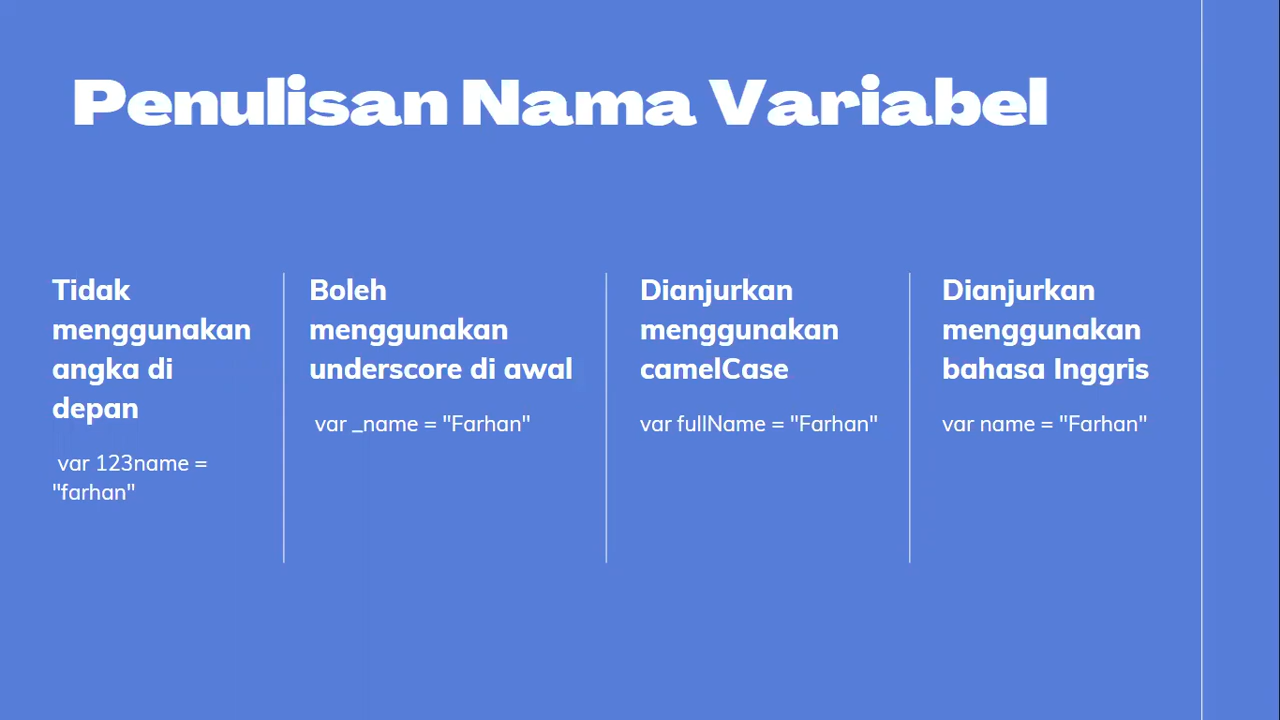 Penulisan Nama Variabel
Tidak
menggunakan
angka di
depan
var 123name =
"farhan"
Boleh
menggunakan
underscore di awal
var _name = "Farhan"
Dianjurkan
menggunakan
camelCase
var fullName = "Farhan"
Dianjurkan
menggunakan
bahasa Inggris
var name = "Farhan"